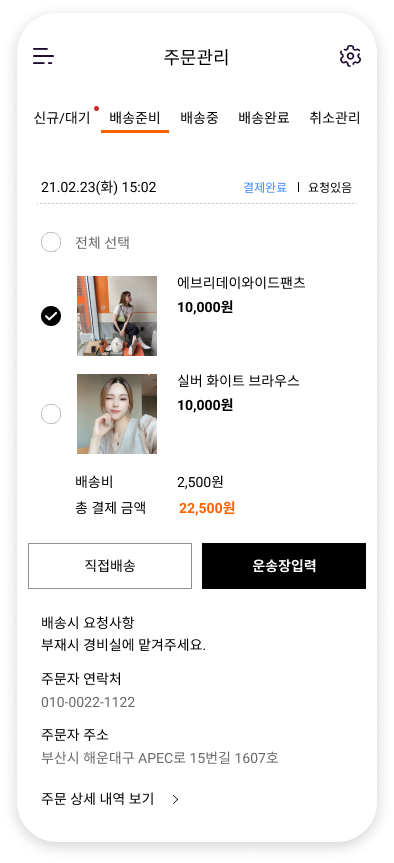 주문관리
신규/대기 배송준비 배송중 배송완료 취소관리
21.02.23(화) 15:02 결제완료 | 요청있음
전체 선택
에브리데이와이드팬츠
10,000원
실버 화이트 브라우스
10,000원
배송비 2,500원
총 결제 금액 22,500원
직접배송 운송장입력
배송시 요청사항
부재시 경비실에 맡겨주세요.
주문자 연락처
010-0022-1122
주문자 주소
부산시 해운대구 APEC로 15번길 1607호
주문 상세 내역 보기 >